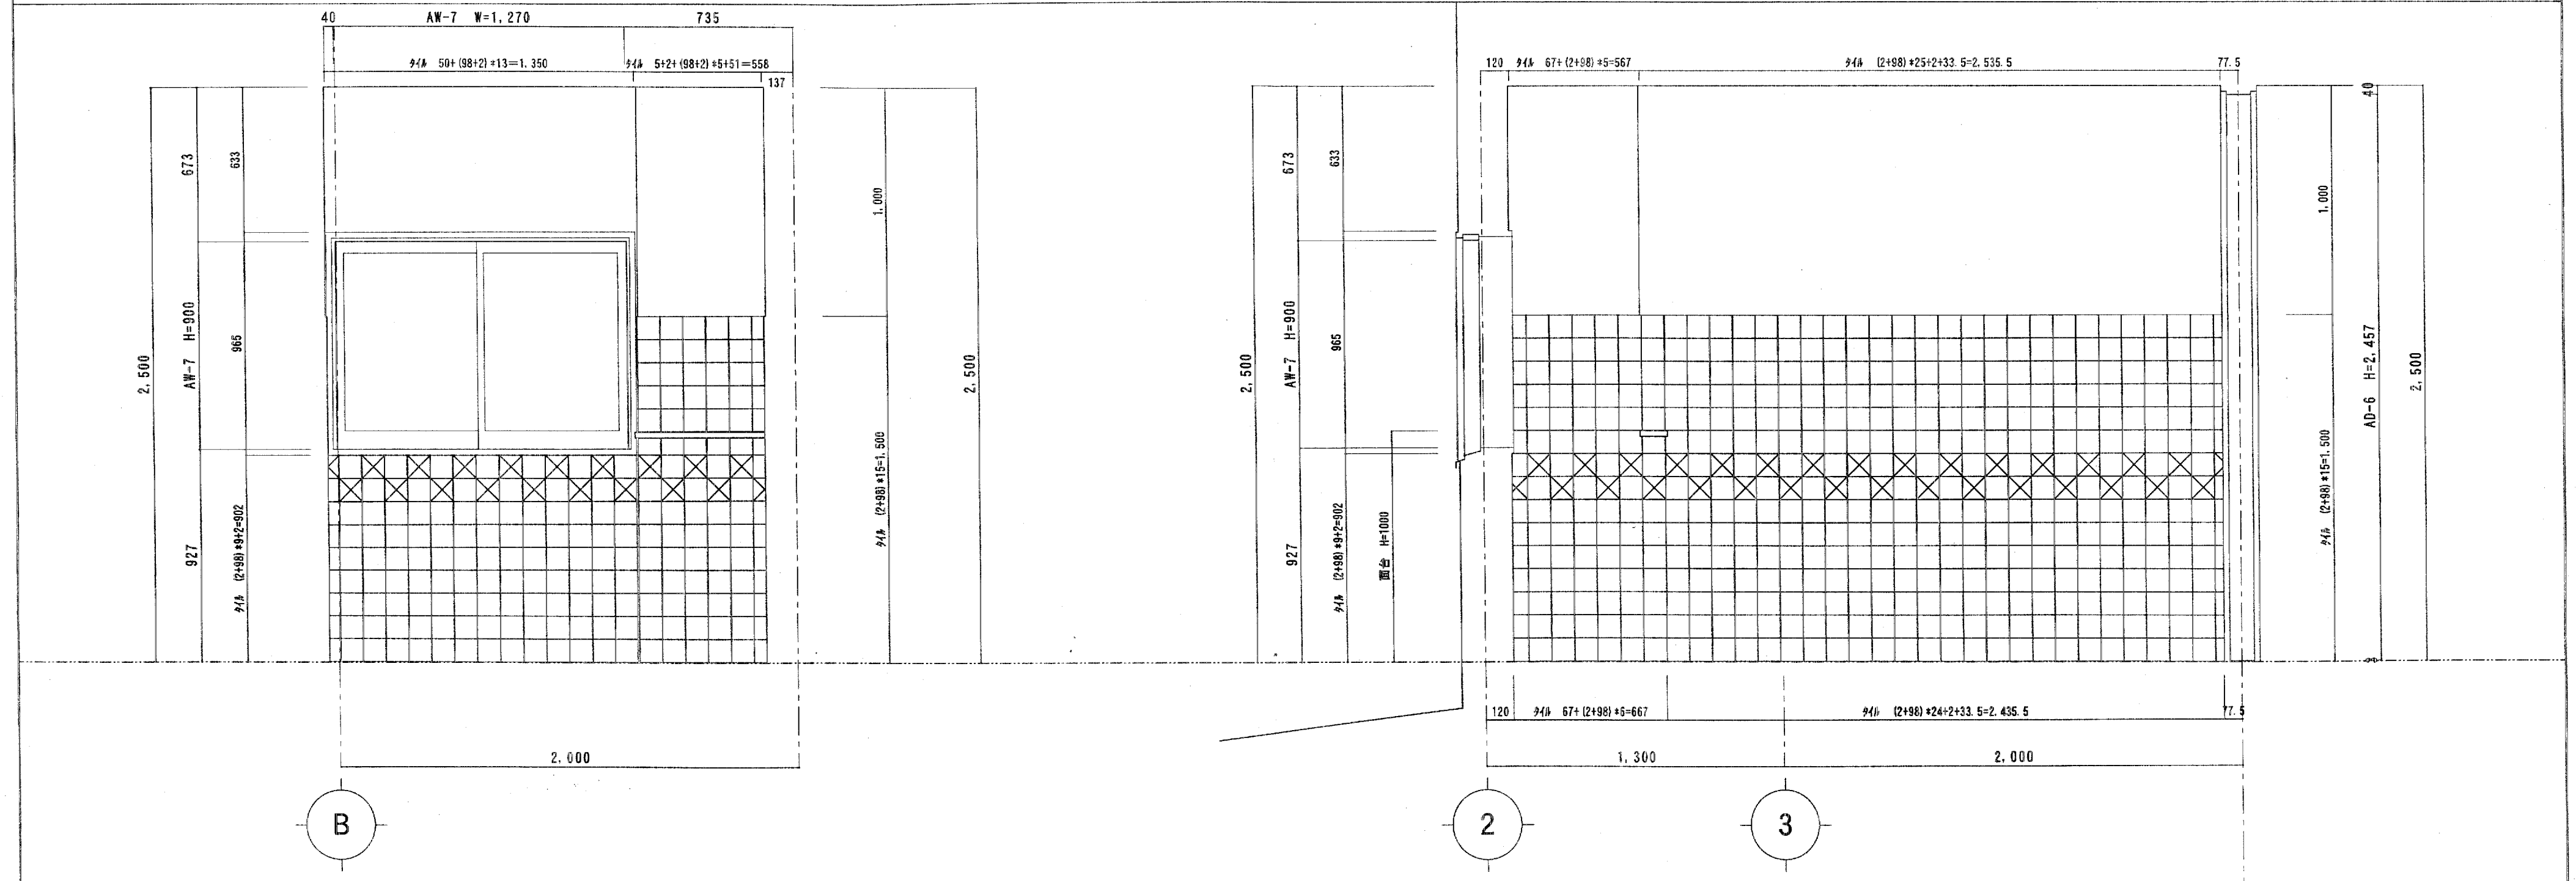 40 AW-7 W=1,270 735
タイル 50+(98+2)*13=1,350 タイル 5+2+(98+2)*5+51=558
137
2,500
673
AW-7 H=900
927
633
965
タイル (2+98)*9+2=902
1,000
タイル (2+98)*15=1,500
2,500
2,000
B
120 タイル 67+(2+98)*5=567 タイル (2+98)*25+2+33.5=2,535.5 77.5
2,500
673
AW-7 H=900
927
633
965
タイル (2+98)*9+2=902
面台 H=1000
1,000
タイル (2+98)*15=1,500
40
AD-6 H=2,457
2,500
120 タイル 67+(2+98)*6=667 タイル (2+98)*24+2+33.5=2,435.5 77.5
1,300 2,000
2 3